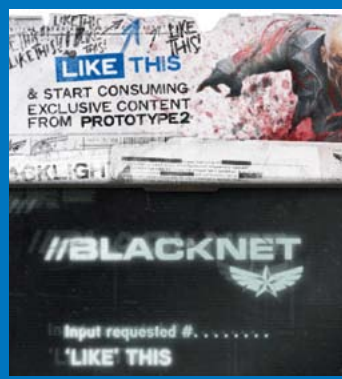 LIKE THIS
LIKE
THIS!
LIKE THIS
& START CONSUMING
EXCLUSIVE CONTENT
FROM PROTOTYPE2
//BLACKNET
Input requested #........
'LIKE' THIS